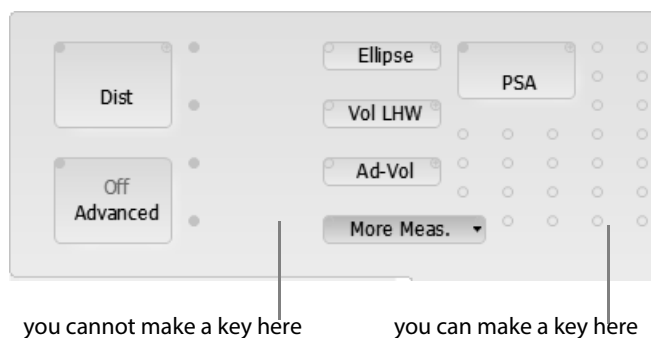 Ellipse
PSA
Dist
Vol LHW
Ad-Vol
Off
Advanced
More Meas.
you cannot make a key here
you can make a key here